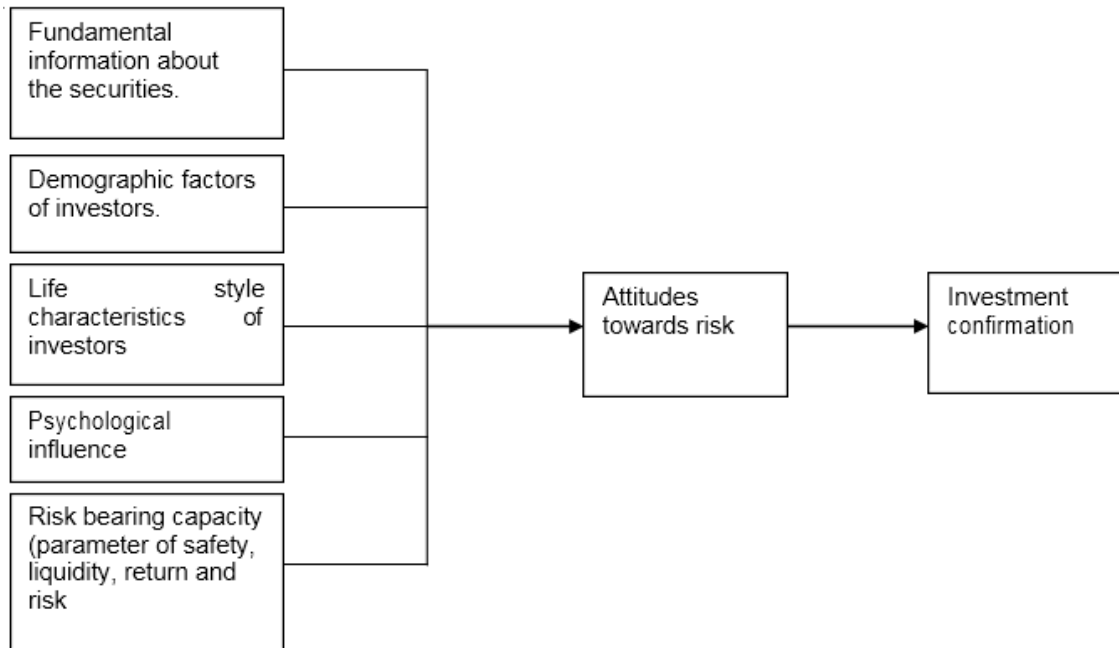 Fundamental
information about
the securities.
Demographic factors
of investors.
Life style
characteristics of
investors
Psychological
influence
Risk bearing capacity
(parameter of safety,
liquidity, return and
risk
Attitudes
towards risk
Investment
confirmation